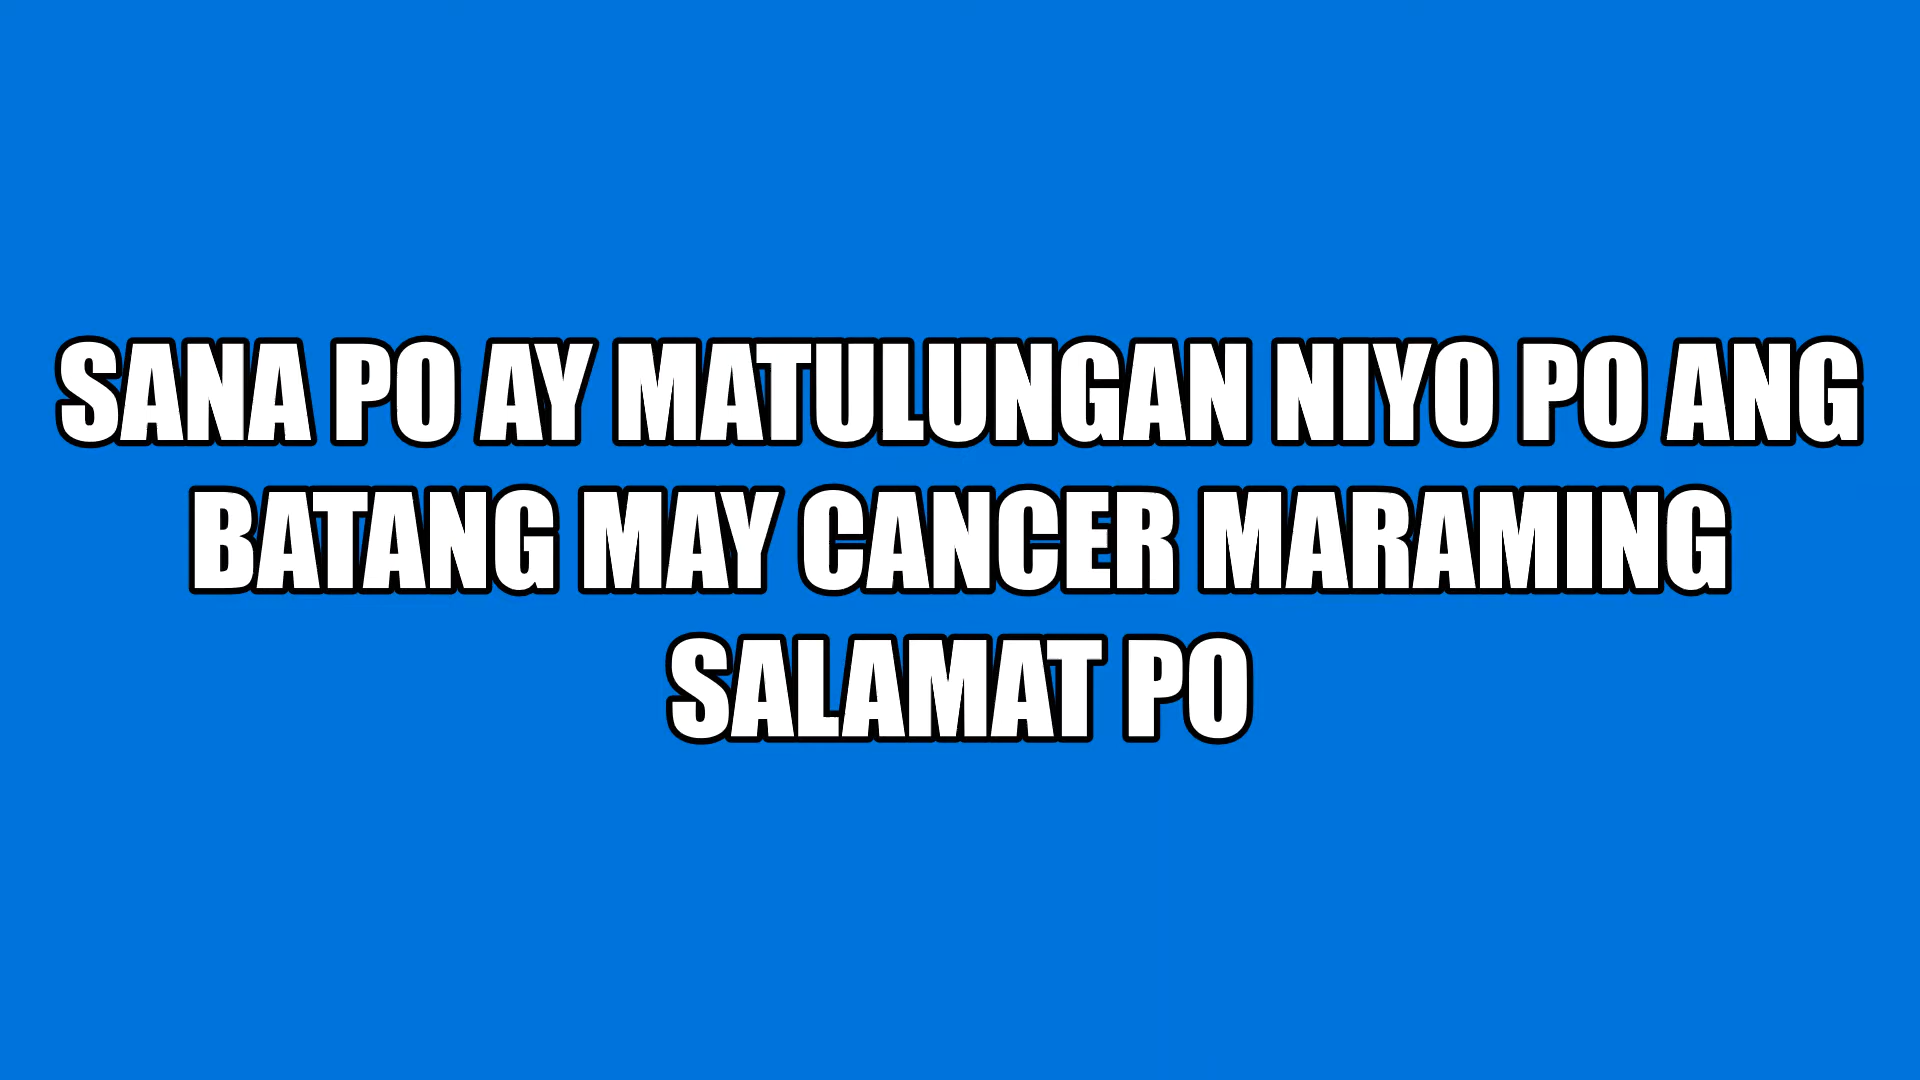 SANA PO AY MATULUNGAN NIYO PO ANG
BATANG MAY CANCER MARAMING
SALAMAT PO